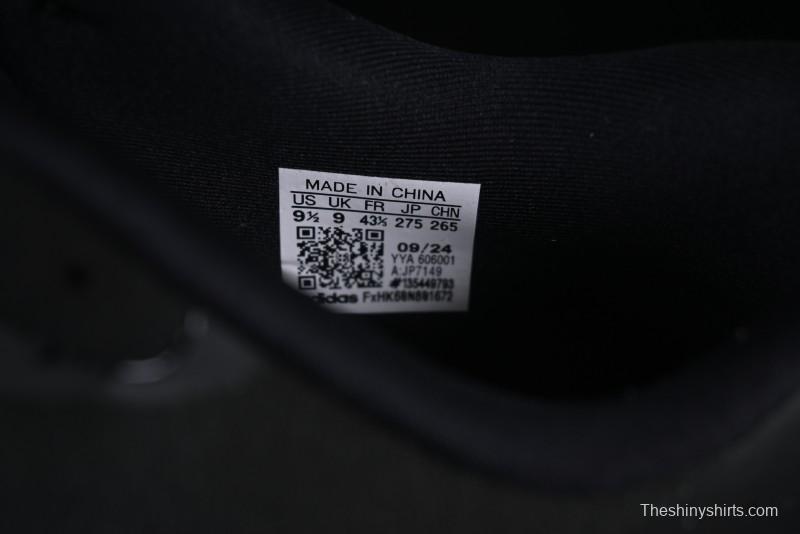 MADE IN CHINA
US UK FR JP CHN
9½ 9 43⅓ 275 265
09/24
YYA 606001
A:JP7149
#135449793
adidas FxHK68N891672
Theshinyshirts.com